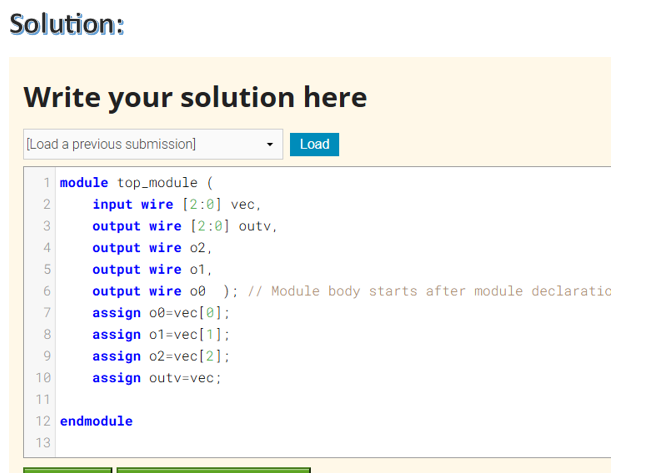 Solution:
Write your solution here
[Load a previous submission] Load
1 module top_module (
2 input wire [2:0] vec,
3 output wire [2:0] outv,
4 output wire o2,
5 output wire o1,
6 output wire o0 ); // Module body starts after module declaratio
7 assign o0=vec[0];
8 assign o1=vec[1];
9 assign o2=vec[2];
10 assign outv=vec;
11
12 endmodule
13